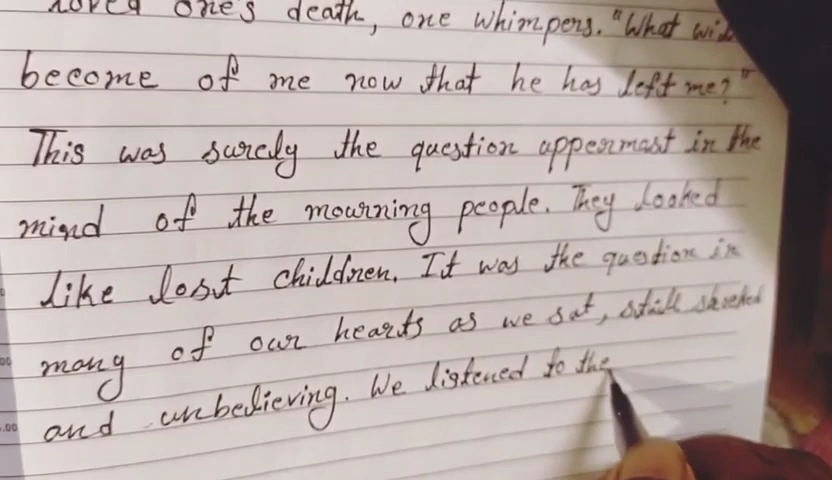 loved one's death, one whimpers. "What will
become of me now that he has left me?"
This was surely the question uppermost in the
mind of the mourning people. They looked
like lost children. It was the question in
many of our hearts as we sat, still shocked
and unbelieving. We listened to the